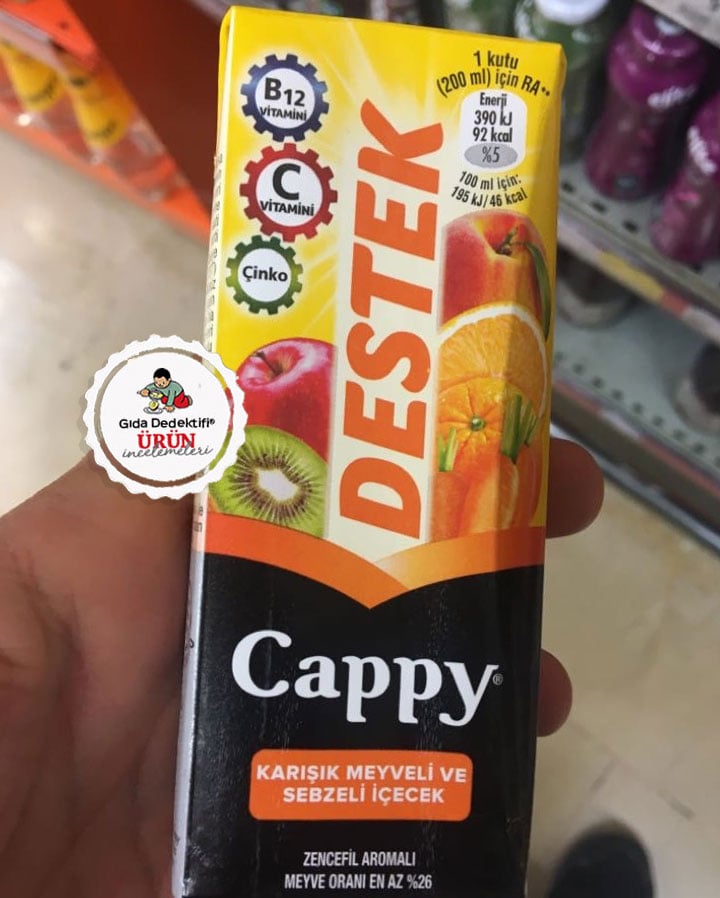 B12
VİTAMİNİ
C
VİTAMİNİ
Çinko
1 kutu
(200 ml) için RA**
Enerji
390 kJ
92 kcal
%5
100 ml için:
195 kJ/46 kcal
DESTEK
Gıda Dedektifi®
ÜRÜN
incelemeleri
Cappy®
KARIŞIK MEYVELİ VE
SEBZELİ İÇECEK
ZENCEFİL AROMALI
MEYVE ORANI EN AZ %26